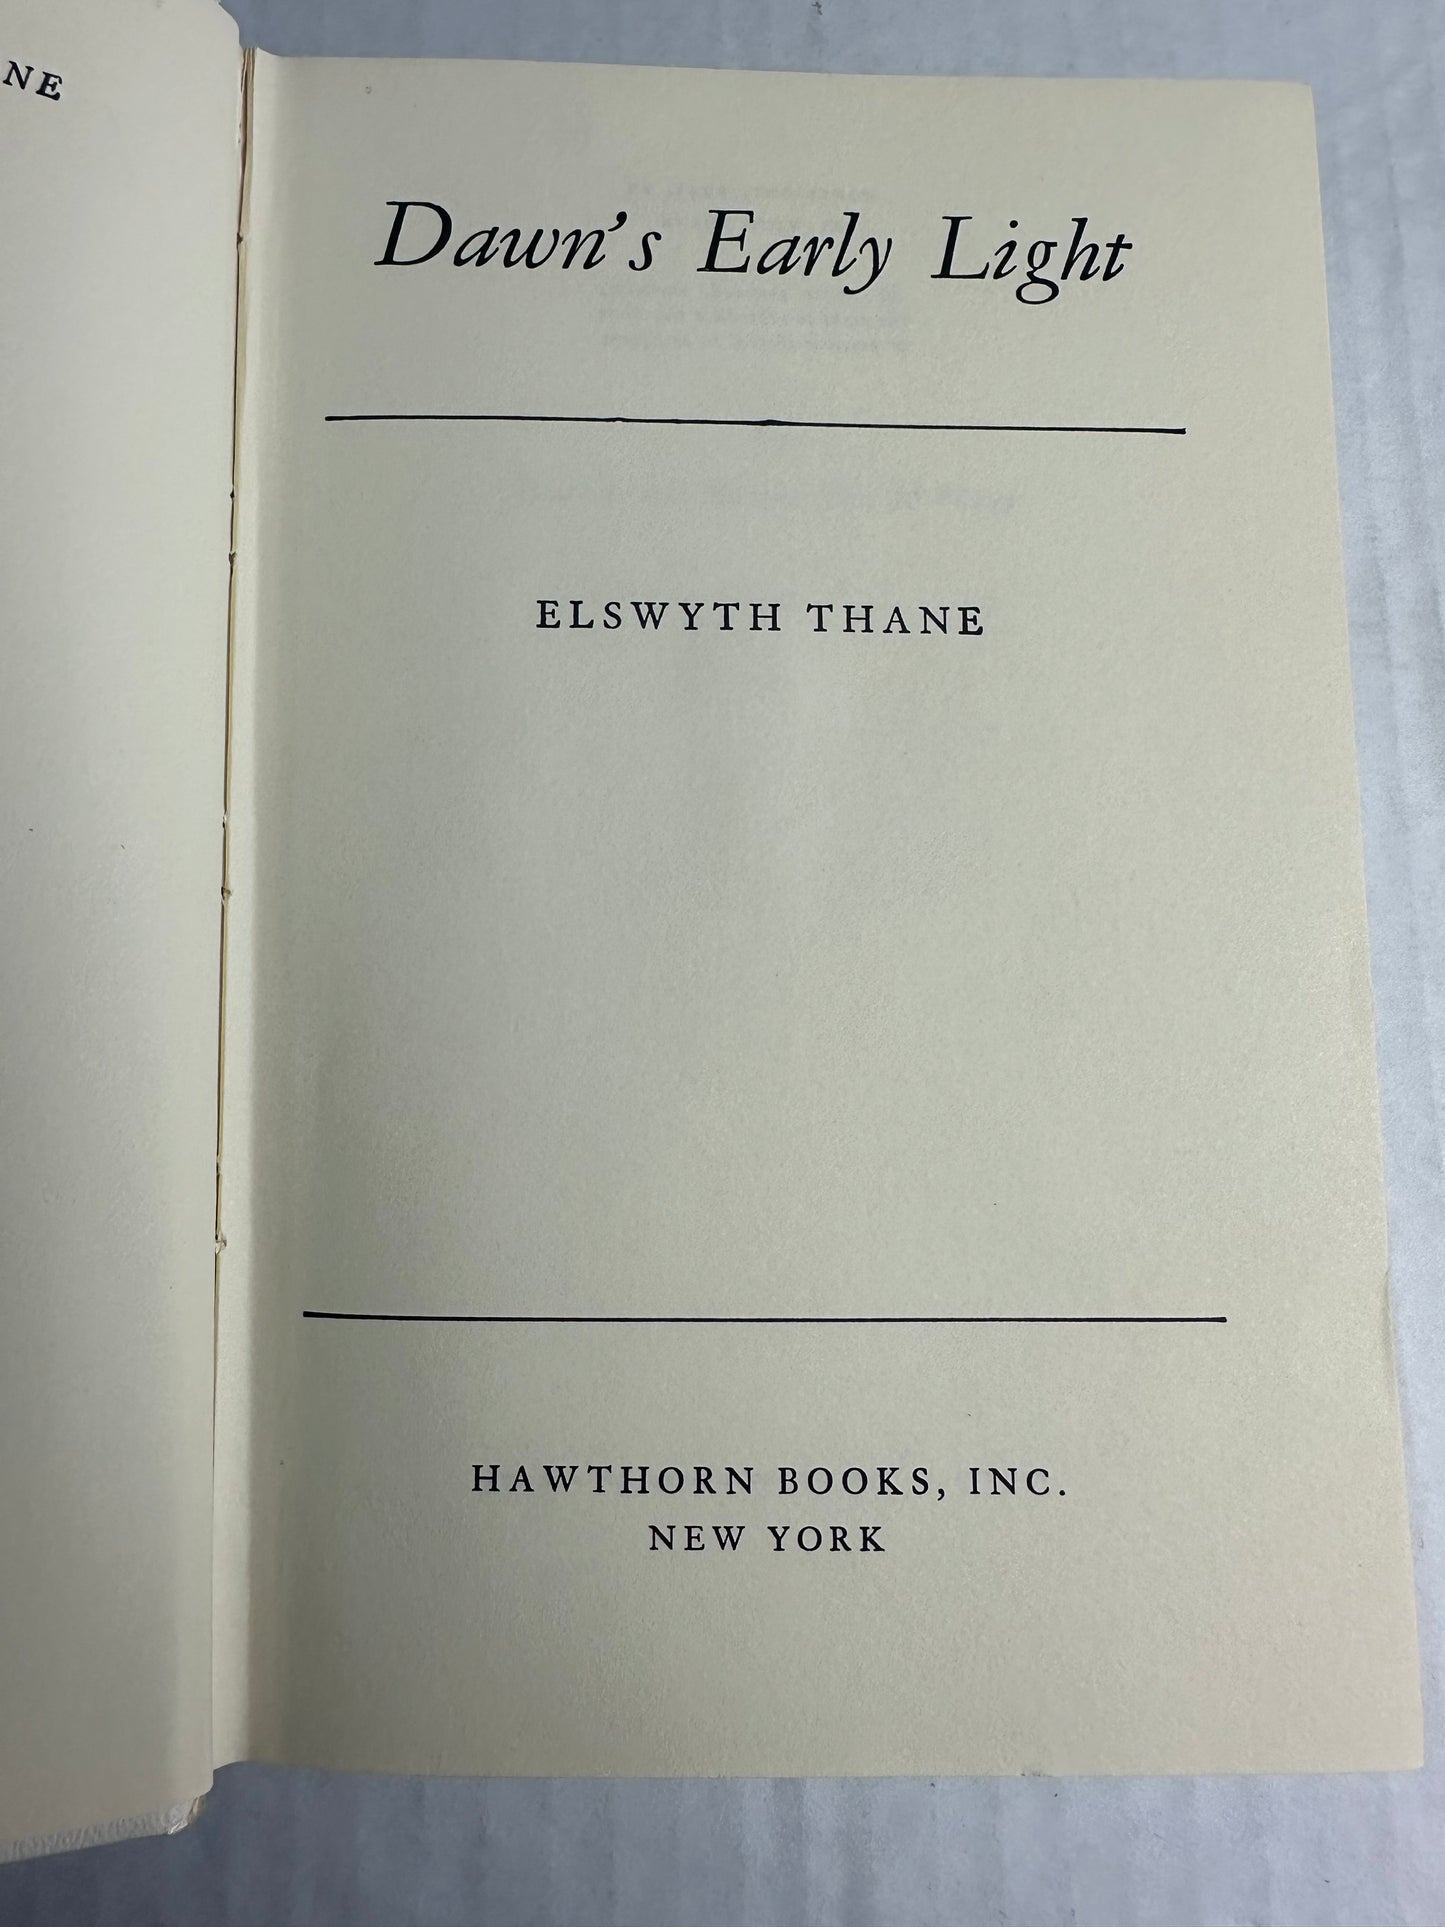 NE
Dawn's Early Light
ELSWYTH THANE
HAWTHORN BOOKS, INC.
NEW YORK